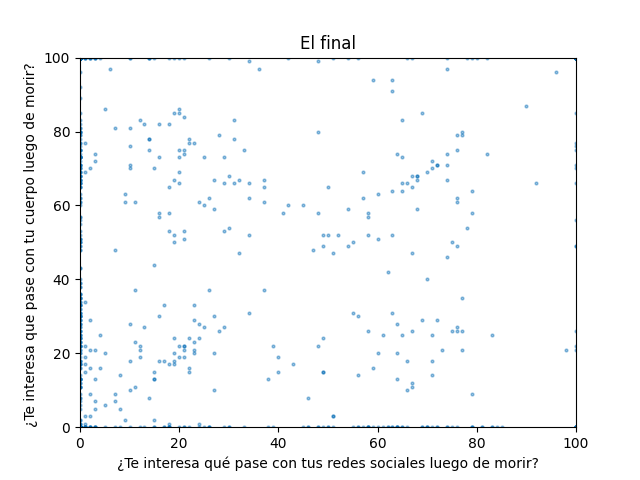 El final
¿Te interesa que pase con tu cuerpo luego de morir?
100
80
60
40
20
0
0 20 40 60 80 100
¿Te interesa qué pase con tus redes sociales luego de morir?